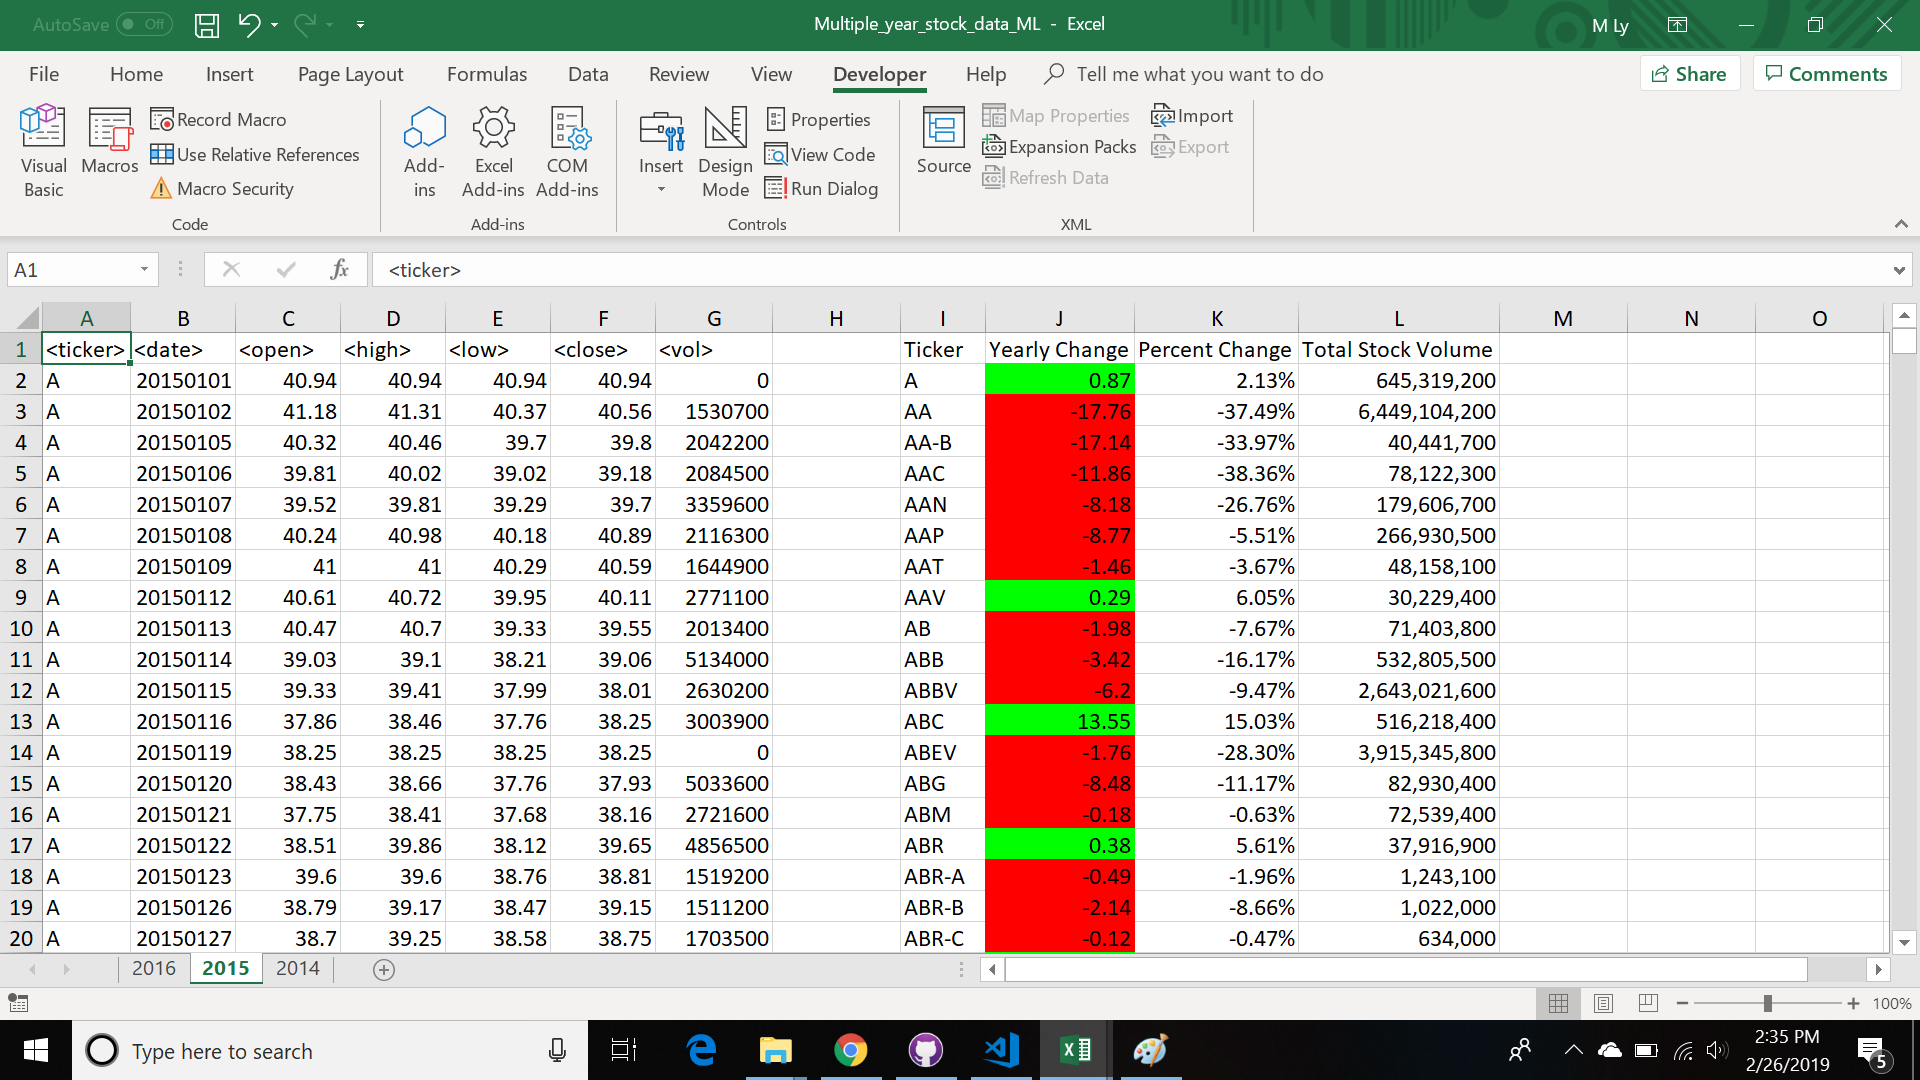 AutoSave Off Multiple_year_stock_data_ML - Excel M Ly
File Home Insert Page Layout Formulas Data Review View Developer Help Tell me what you want to do Share Comments
Visual Basic
Macros
Record Macro
Use Relative References
Macro Security
Code
Add-ins
Excel Add-ins
COM Add-ins
Add-ins
Insert
Design Mode
Properties
View Code
Run Dialog
Controls
Source
Map Properties
Expansion Packs
Refresh Data
Import
Export
XML
A1 fx <ticker>
A B C D E F G H I J K L M N O
1 <ticker> <date> <open> <high> <low> <close> <vol> Ticker Yearly Change Percent Change Total Stock Volume
2 A 20150101 40.94 40.94 40.94 40.94 0 A 0.87 2.13% 645,319,200
3 A 20150102 41.18 41.31 40.37 40.56 1530700 AA -17.76 -37.49% 6,449,104,200
4 A 20150105 40.32 40.46 39.7 39.8 2042200 AA-B -17.14 -33.97% 40,441,700
5 A 20150106 39.81 40.02 39.02 39.18 2084500 AAC -11.86 -38.36% 78,122,300
6 A 20150107 39.52 39.81 39.29 39.7 3359600 AAN -8.18 -26.76% 179,606,700
7 A 20150108 40.24 40.98 40.18 40.89 2116300 AAP -8.77 -5.51% 266,930,500
8 A 20150109 41 41 40.29 40.59 1644900 AAT -1.46 -3.67% 48,158,100
9 A 20150112 40.61 40.72 39.95 40.11 2771100 AAV 0.29 6.05% 30,229,400
10 A 20150113 40.47 40.7 39.33 39.55 2013400 AB -1.98 -7.67% 71,403,800
11 A 20150114 39.03 39.1 38.21 39.06 5134000 ABB -3.42 -16.17% 532,805,500
12 A 20150115 39.33 39.41 37.99 38.01 2630200 ABBV -6.2 -9.47% 2,643,021,600
13 A 20150116 37.86 38.46 37.76 38.25 3003900 ABC 13.55 15.03% 516,218,400
14 A 20150119 38.25 38.25 38.25 38.25 0 ABEV -1.76 -28.30% 3,915,345,800
15 A 20150120 38.43 38.66 37.76 37.93 5033600 ABG -8.48 -11.17% 82,930,400
16 A 20150121 37.75 38.41 37.68 38.16 2721600 ABM -0.18 -0.63% 72,539,400
17 A 20150122 38.51 39.86 38.12 39.65 4856500 ABR 0.38 5.61% 37,916,900
18 A 20150123 39.6 39.6 38.76 38.81 1519200 ABR-A -0.49 -1.96% 1,243,100
19 A 20150126 38.79 39.17 38.47 39.15 1511200 ABR-B -2.14 -8.66% 1,022,000
20 A 20150127 38.7 39.25 38.58 38.75 1703500 ABR-C -0.12 -0.47% 634,000
2016 2015 2014
100%
Type here to search
2:35 PM
2/26/2019
5